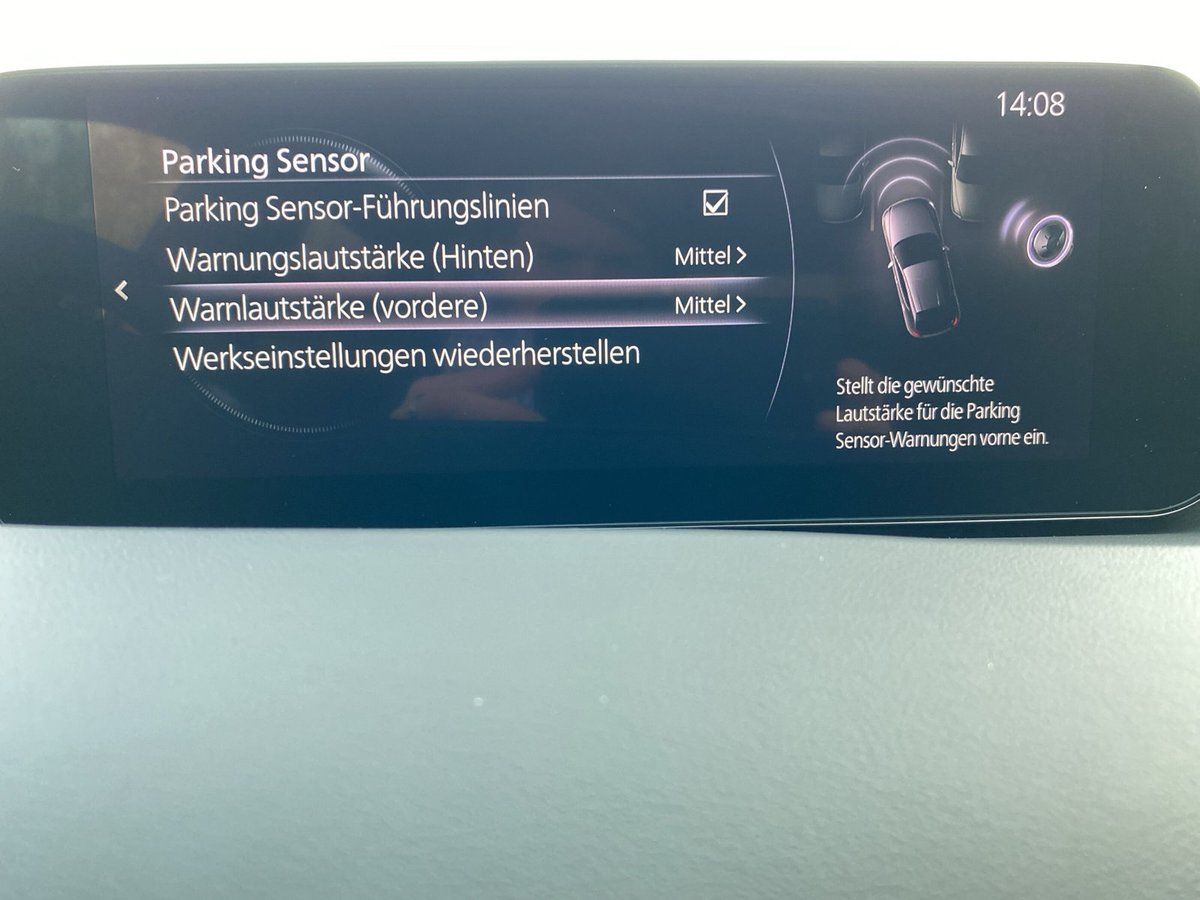 14:08
Parking Sensor
Parking Sensor-Führungslinien
Warnungslautstärke (Hinten) Mittel >
Warnlautstärke (vordere) Mittel >
Werkseinstellungen wiederherstellen
Stellt die gewünschte
Lautstärke für die Parking
Sensor-Warnungen vorne ein.